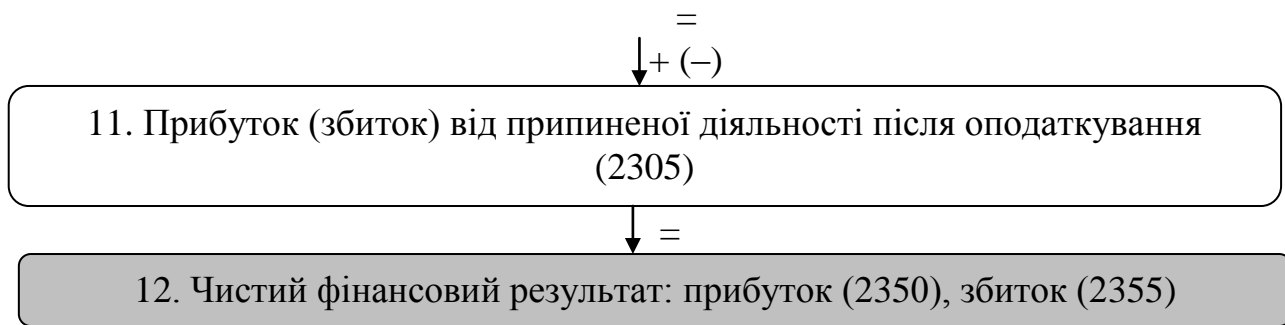 =
+ (–)
11. Прибуток (збиток) від припиненої діяльності після оподаткування
(2305)
=
12. Чистий фінансовий результат: прибуток (2350), збиток (2355)